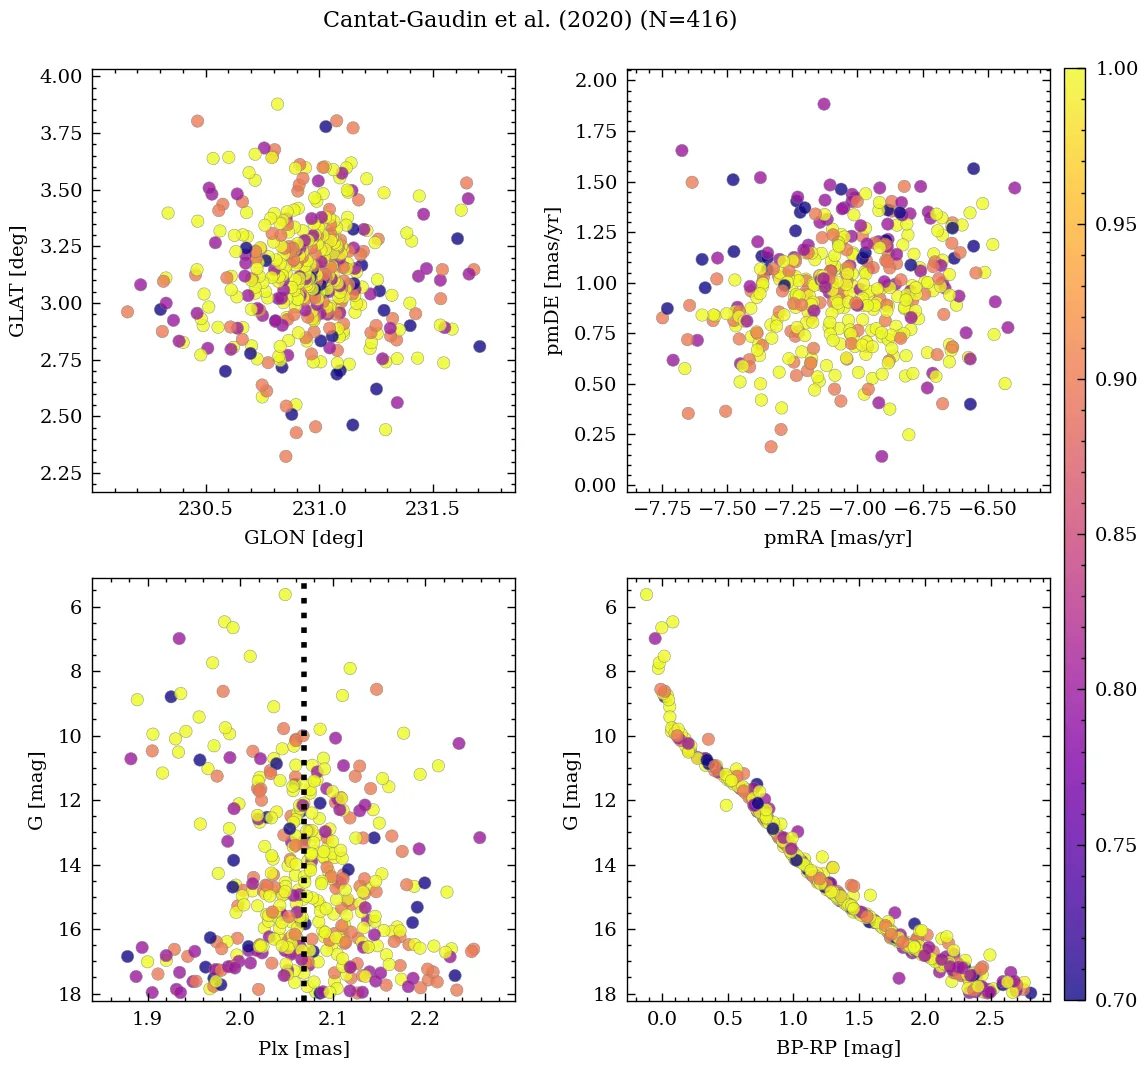 Cantat-Gaudin et al. (2020) (N=416)
4.00
3.75
3.50
3.25
3.00
2.75
2.50
2.25
GLAT [deg]
230.5 231.0 231.5
GLON [deg]
2.00
1.75
1.50
1.25
1.00
0.75
0.50
0.25
0.00
pmDE [mas/yr]
−7.75 −7.50 −7.25 −7.00 −6.75 −6.50
pmRA [mas/yr]
1.00
0.95
0.90
0.85
0.80
0.75
0.70
6
8
10
12
14
16
18
G [mag]
1.9 2.0 2.1 2.2
Plx [mas]
6
8
10
12
14
16
18
G [mag]
0.0 0.5 1.0 1.5 2.0 2.5
BP-RP [mag]